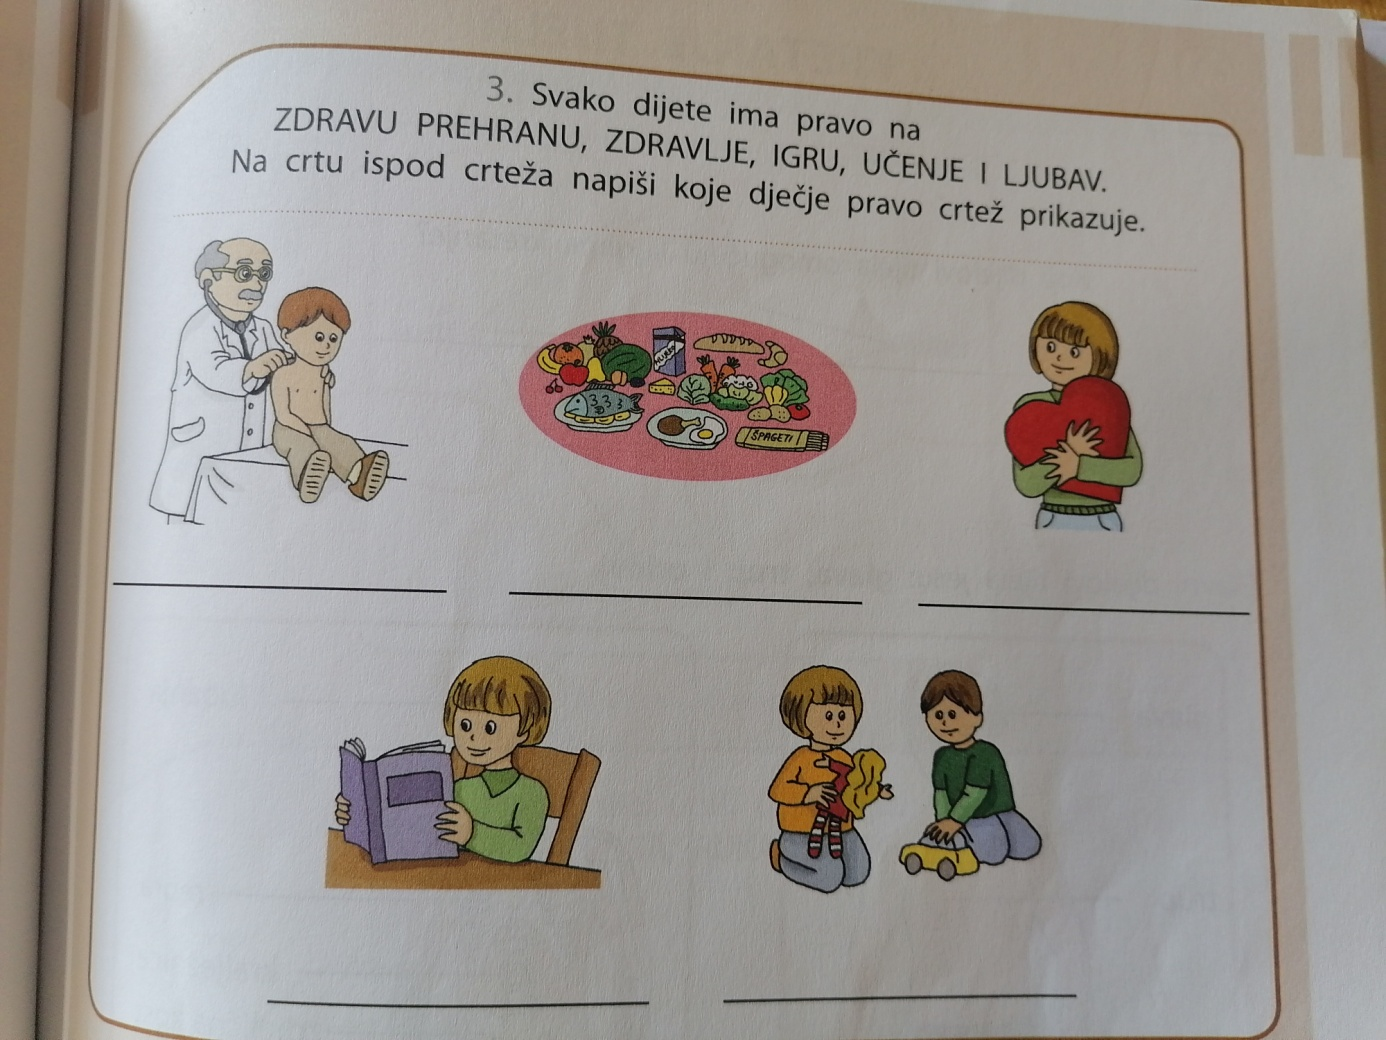 3. Svako dijete ima pravo na
ZDRAVU PREHRANU, ZDRAVLJE, IGRU, UČENJE I LJUBAV.
Na crtu ispod crteža napiši koje dječje pravo crtež prikazuje.
ŠPAGETI